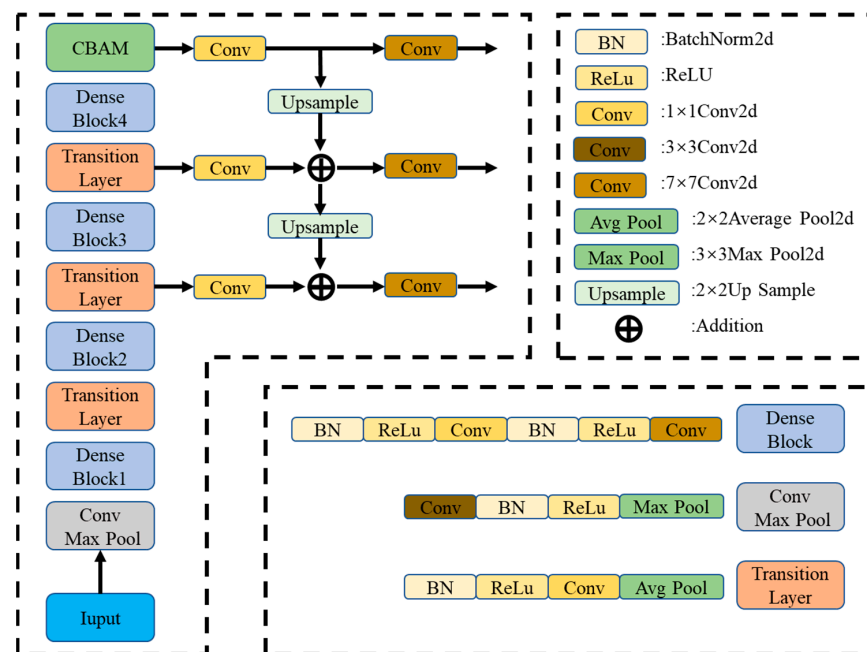 CBAM
Conv
Conv
Upsample
Dense
Block4
Transition
Layer
Conv
Conv
Upsample
Dense
Block3
Transition
Layer
Conv
Conv
Dense
Block2
Transition
Layer
Dense
Block1
Conv
Max Pool
Iuput
BN :BatchNorm2d
ReLu :ReLU
Conv :1×1Conv2d
Conv :3×3Conv2d
Conv :7×7Conv2d
Avg Pool :2×2Average Pool2d
Max Pool :3×3Max Pool2d
Upsample :2×2Up Sample
:Addition
BN ReLu Conv BN ReLu Conv
Dense
Block
Conv BN ReLu Max Pool
Conv
Max Pool
BN ReLu Conv Avg Pool
Transition
Layer